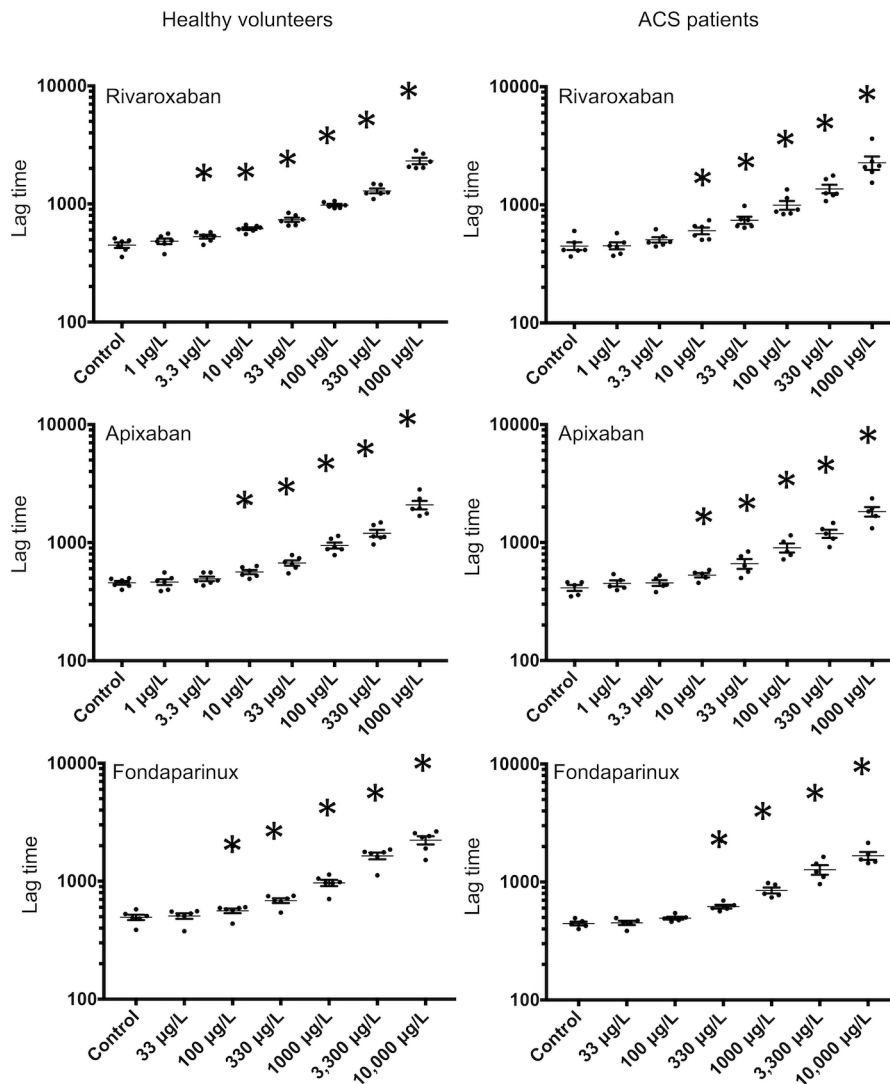 Healthy volunteers
ACS patients
10000
Rivaroxaban
* * * * * *
1000
100
Lag time
Control
1 µg/L
3.3 µg/L
10 µg/L
33 µg/L
100 µg/L
330 µg/L
1000 µg/L
10000
Rivaroxaban
* * * * *
1000
100
Lag time
Control
1 µg/L
3.3 µg/L
10 µg/L
33 µg/L
100 µg/L
330 µg/L
1000 µg/L
10000
Apixaban
* * * * *
1000
100
Lag time
Control
1 µg/L
3.3 µg/L
10 µg/L
33 µg/L
100 µg/L
330 µg/L
1000 µg/L
10000
Apixaban
* * * * *
1000
100
Lag time
Control
1 µg/L
3.3 µg/L
10 µg/L
33 µg/L
100 µg/L
330 µg/L
1000 µg/L
10000
Fondaparinux
* * * * *
1000
100
Lag time
Control
33 µg/L
100 µg/L
330 µg/L
1000 µg/L
3,300 µg/L
10,000 µg/L
10000
Fondaparinux
* * * *
1000
100
Lag time
Control
33 µg/L
100 µg/L
330 µg/L
1000 µg/L
3,300 µg/L
10,000 µg/L